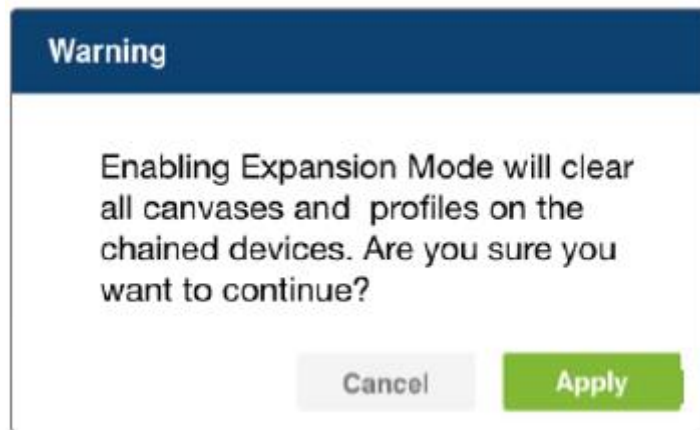 Warning
Enabling Expansion Mode will clear
all canvases and  profiles on the
chained devices. Are you sure you
want to continue?
Cancel
Apply